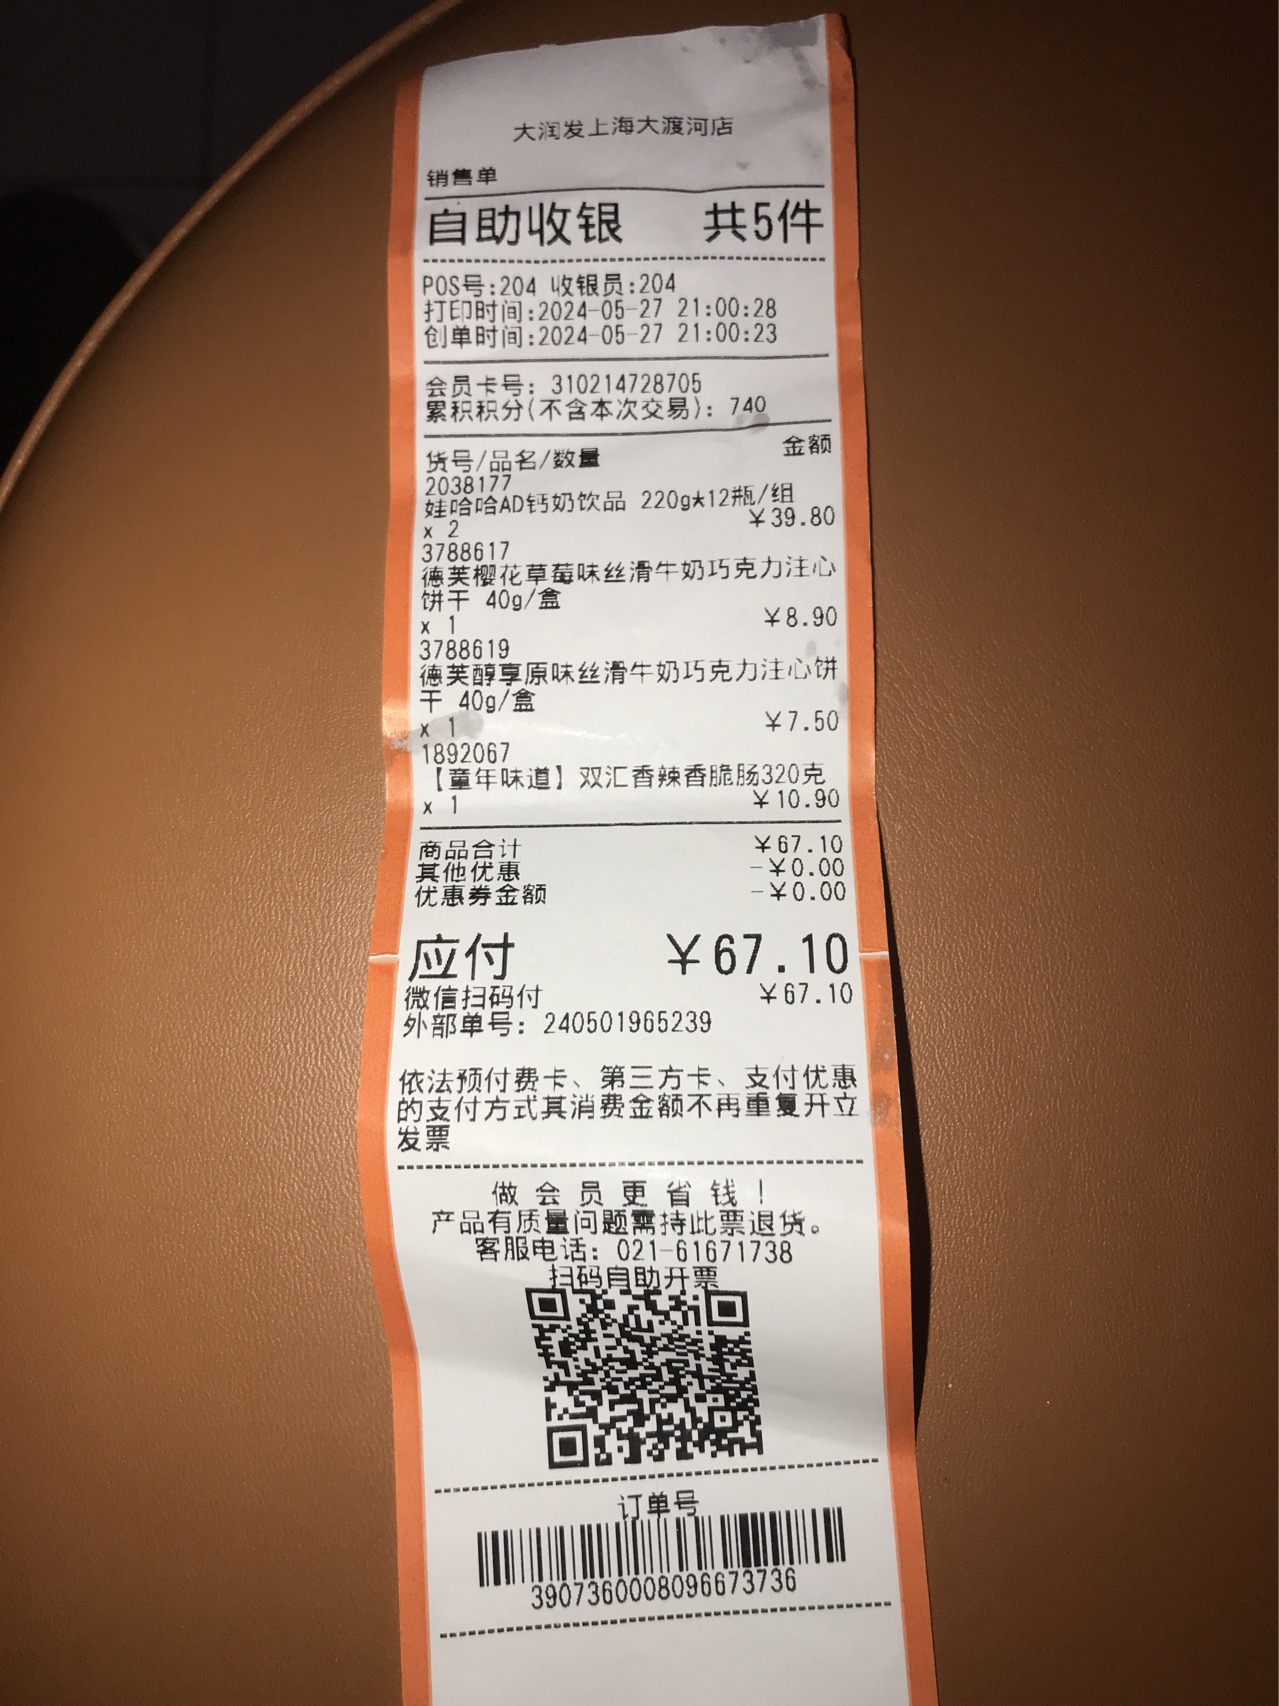 大润发上海大渡河店
销售单
自助收银 共5件
POS号:204 收银员:204
打印时间:2024-05-27 21:00:28
创单时间:2024-05-27 21:00:23
会员卡号: 310214728705
累积积分(不含本次交易): 740
货号/品名/数量 金额
2038177
娃哈哈AD钙奶饮品 220g*12瓶/组
x 2 ￥39.80
3788617
德芙樱花草莓味丝滑牛奶巧克力注心
饼干 40g/盒
x 1 ￥8.90
3788619
德芙醇享原味丝滑牛奶巧克力注心饼
干 40g/盒
x 1 ￥7.50
1892067
【童年味道】双汇香辣香脆肠320克
x 1 ￥10.90
商品合计 ￥67.10
其他优惠 -￥0.00
优惠券金额 -￥0.00
应付 ￥67.10
微信扫码付 ￥67.10
外部单号: 240501965239
依法预付费卡、第三方卡、支付优惠
的支付方式其消费金额不再重复开立
发票
做会员更省钱!
产品有质量问题需持此票退货。
客服电话: 021-61671738
扫码自助开票
订单号
3907360008096673736